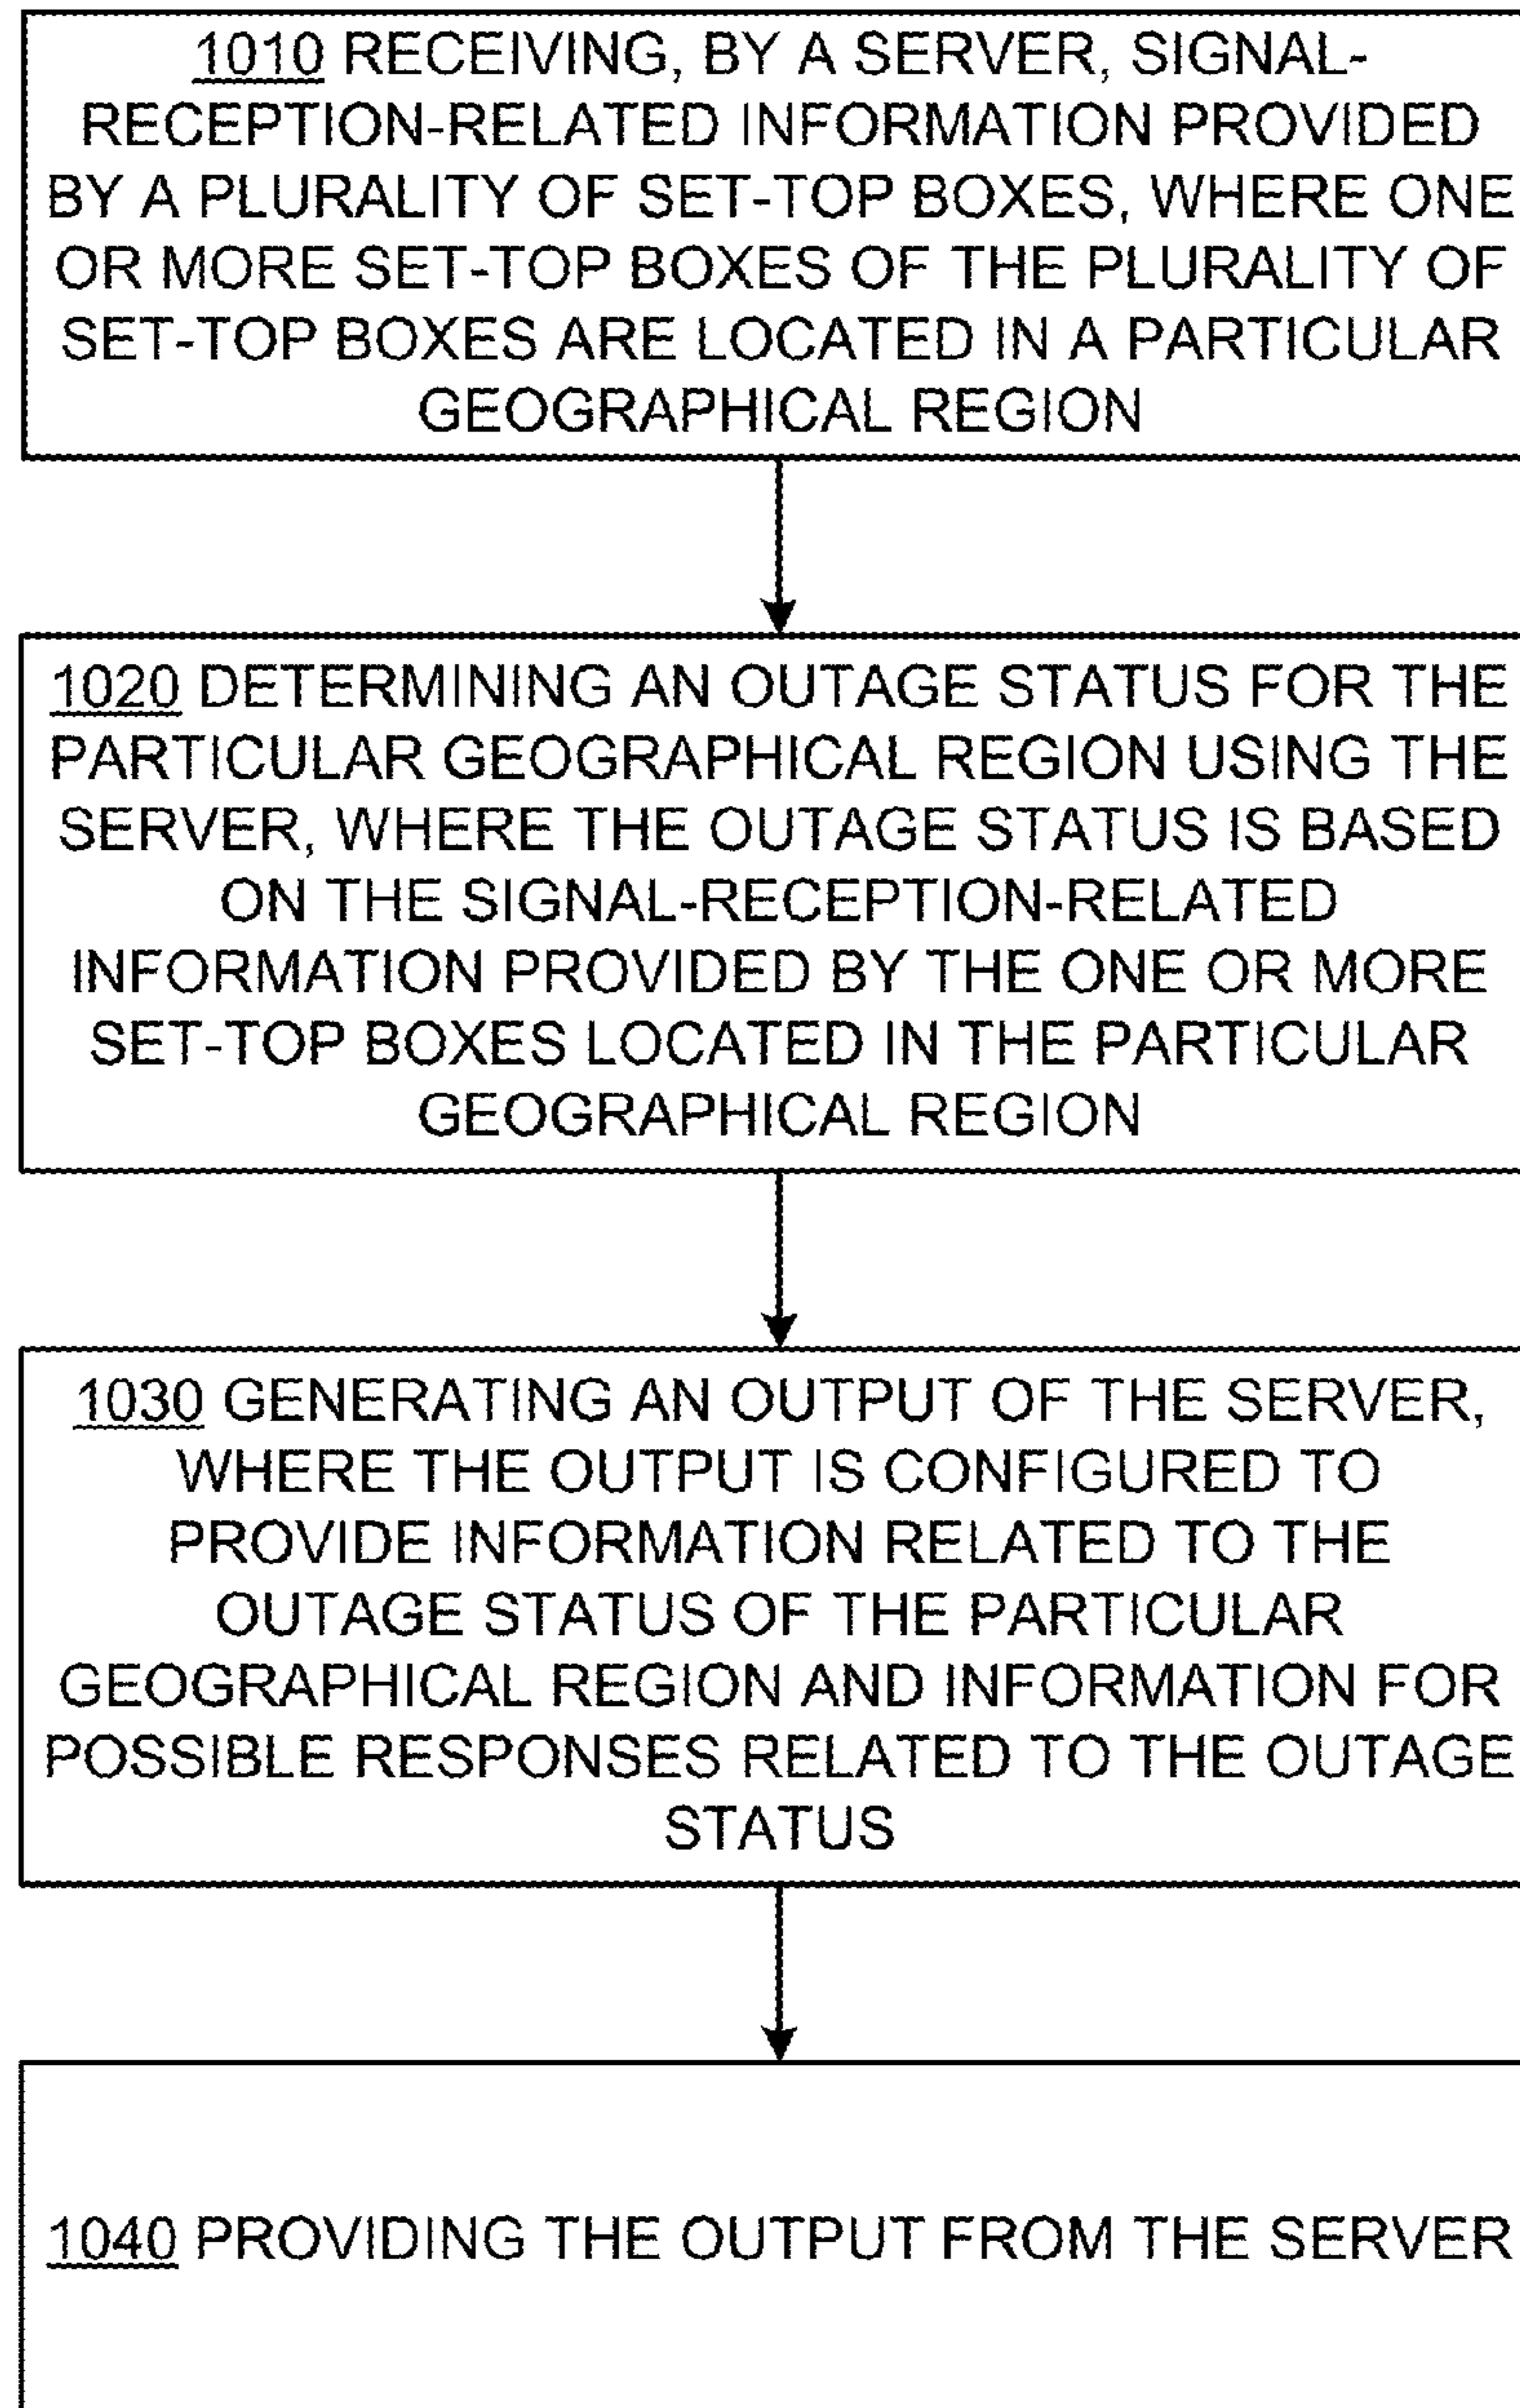 1010 RECEIVING, BY A SERVER, SIGNAL-
RECEPTION-RELATED INFORMATION PROVIDED
BY A PLURALITY OF SET-TOP BOXES, WHERE ONE
OR MORE SET-TOP BOXES OF THE PLURALITY OF
SET-TOP BOXES ARE LOCATED IN A PARTICULAR
GEOGRAPHICAL REGION
1020 DETERMINING AN OUTAGE STATUS FOR THE
PARTICULAR GEOGRAPHICAL REGION USING THE
SERVER, WHERE THE OUTAGE STATUS IS BASED
ON THE SIGNAL-RECEPTION-RELATED
INFORMATION PROVIDED BY THE ONE OR MORE
SET-TOP BOXES LOCATED IN THE PARTICULAR
GEOGRAPHICAL REGION
1030 GENERATING AN OUTPUT OF THE SERVER,
WHERE THE OUTPUT IS CONFIGURED TO
PROVIDE INFORMATION RELATED TO THE
OUTAGE STATUS OF THE PARTICULAR
GEOGRAPHICAL REGION AND INFORMATION FOR
POSSIBLE RESPONSES RELATED TO THE OUTAGE
STATUS
1040 PROVIDING THE OUTPUT FROM THE SERVER